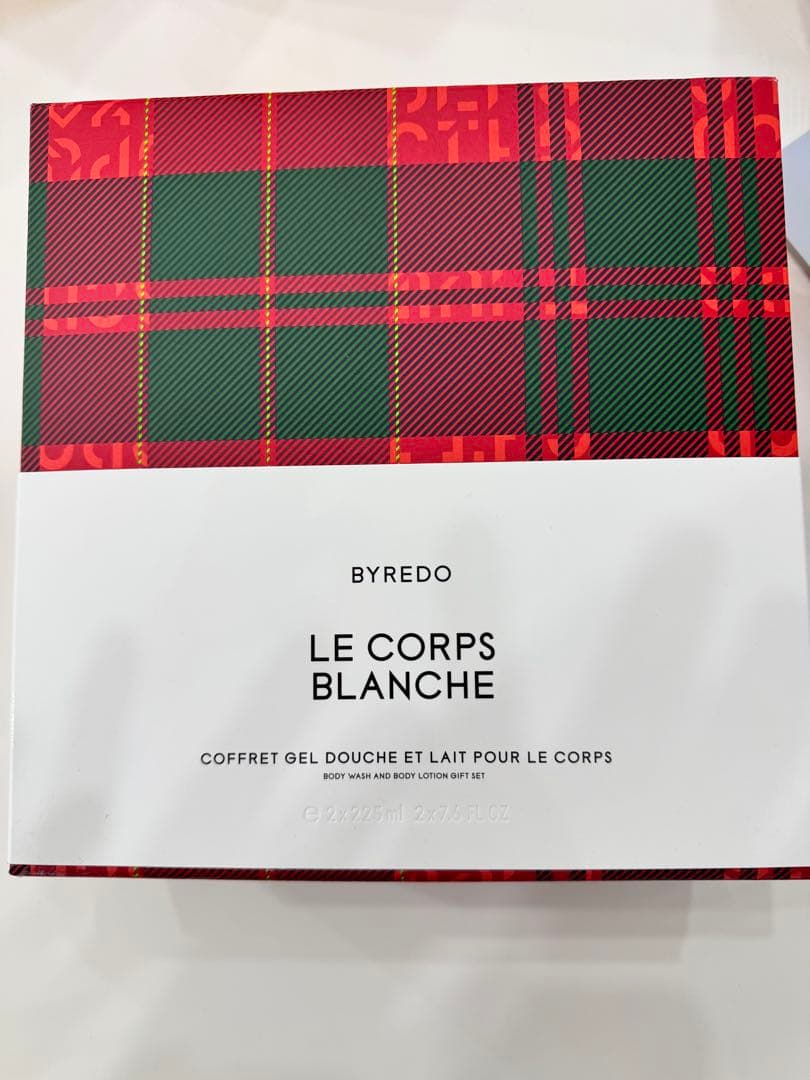 BYREDO
LE CORPS
BLANCHE
COFFRET GEL DOUCHE ET LAIT POUR LE CORPS
BODY WASH AND BODY LOTION GIFT SET
℮ 2x225ml 2x7.6 FL OZ